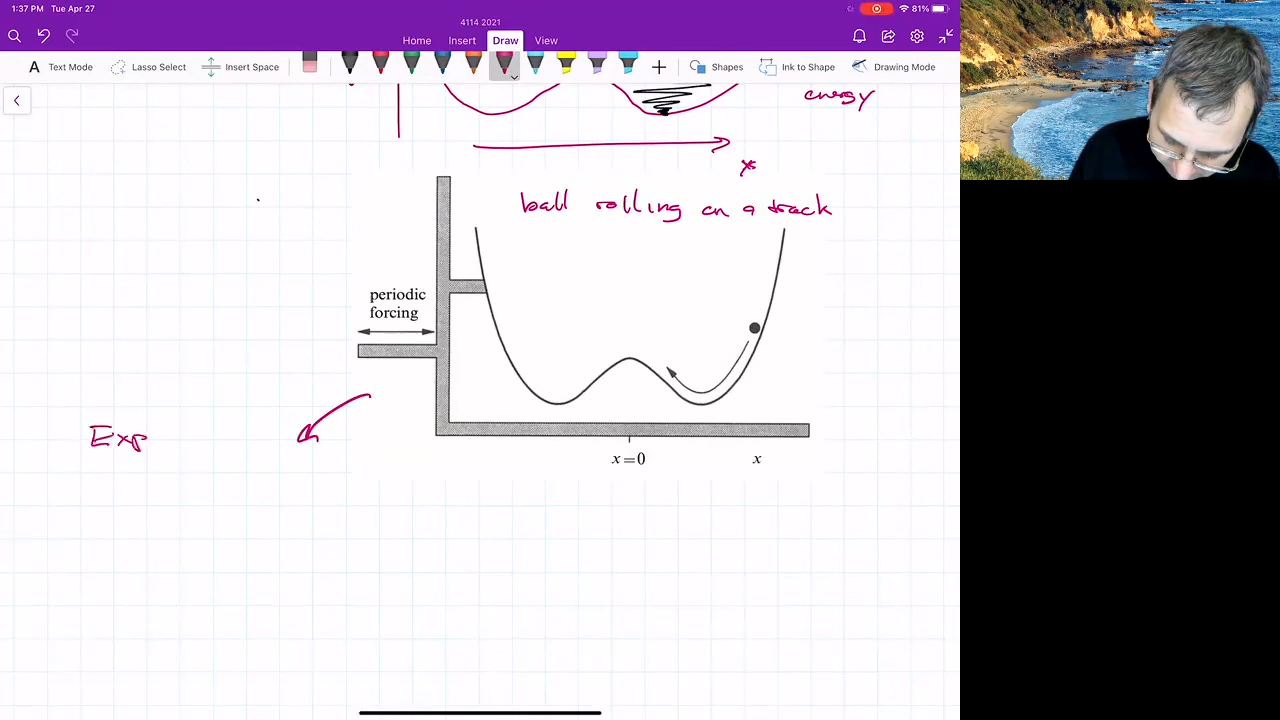 1:37 PM Tue Apr 27
4114 2021
81%
Home Insert Draw View
Text Mode Lasso Select Insert Space Shapes Ink to Shape Drawing Mode
energy
x
ball rolling on a track
periodic
forcing
Exp
x=0 x